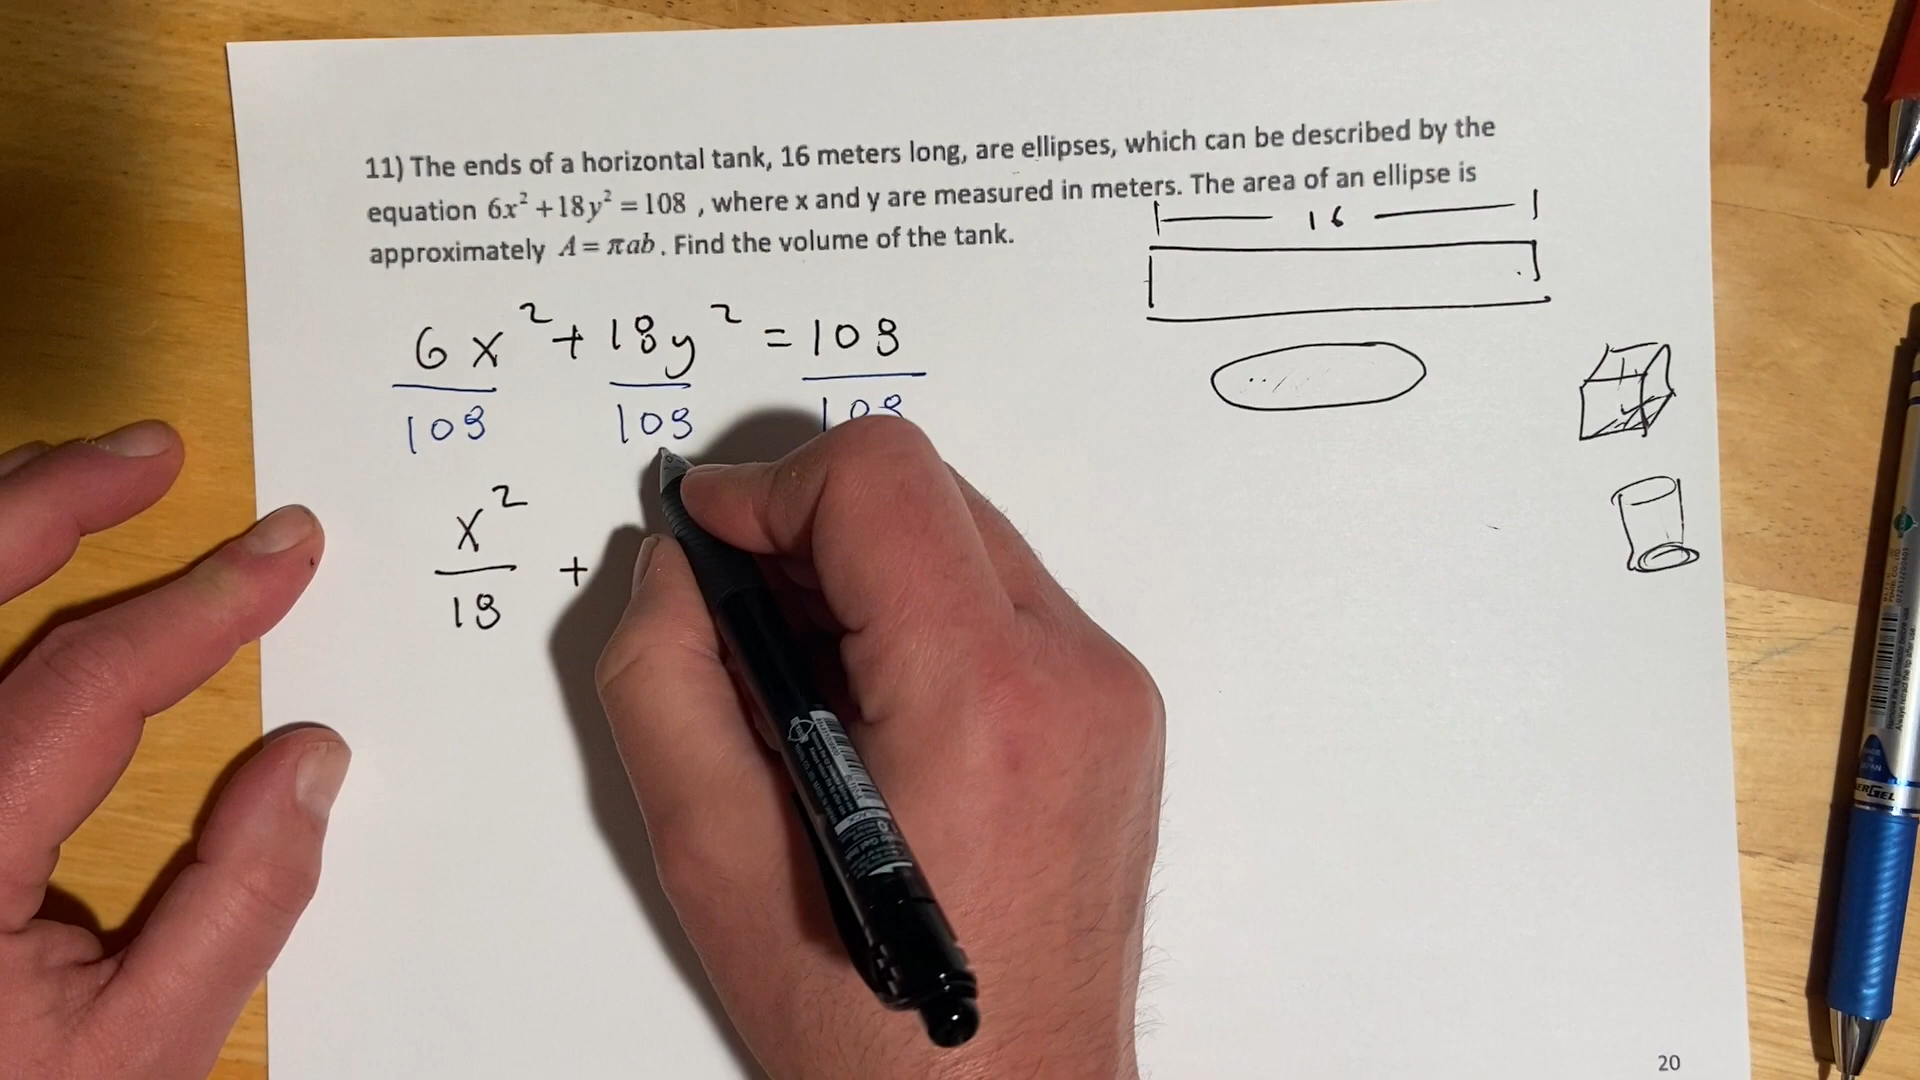 11) The ends of a horizontal tank, 16 meters long, are ellipses, which can be described by the
equation 6x² + 18y² = 108 , where x and y are measured in meters. The area of an ellipse is
approximately A = πab . Find the volume of the tank.
16
6x² + 18y² = 108
108 108 108
x²
18
+
20